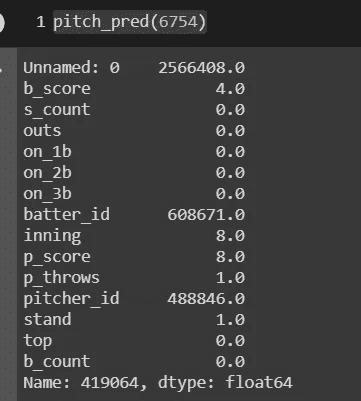 1 pitch_pred(6754)
Unnamed: 0 2566408.0
b_score 4.0
s_count 0.0
outs 0.0
on_1b 0.0
on_2b 0.0
on_3b 0.0
batter_id 608671.0
inning 8.0
p_score 8.0
p_throws 1.0
pitcher_id 488846.0
stand 1.0
top 0.0
b_count 0.0
Name: 419064, dtype: float64